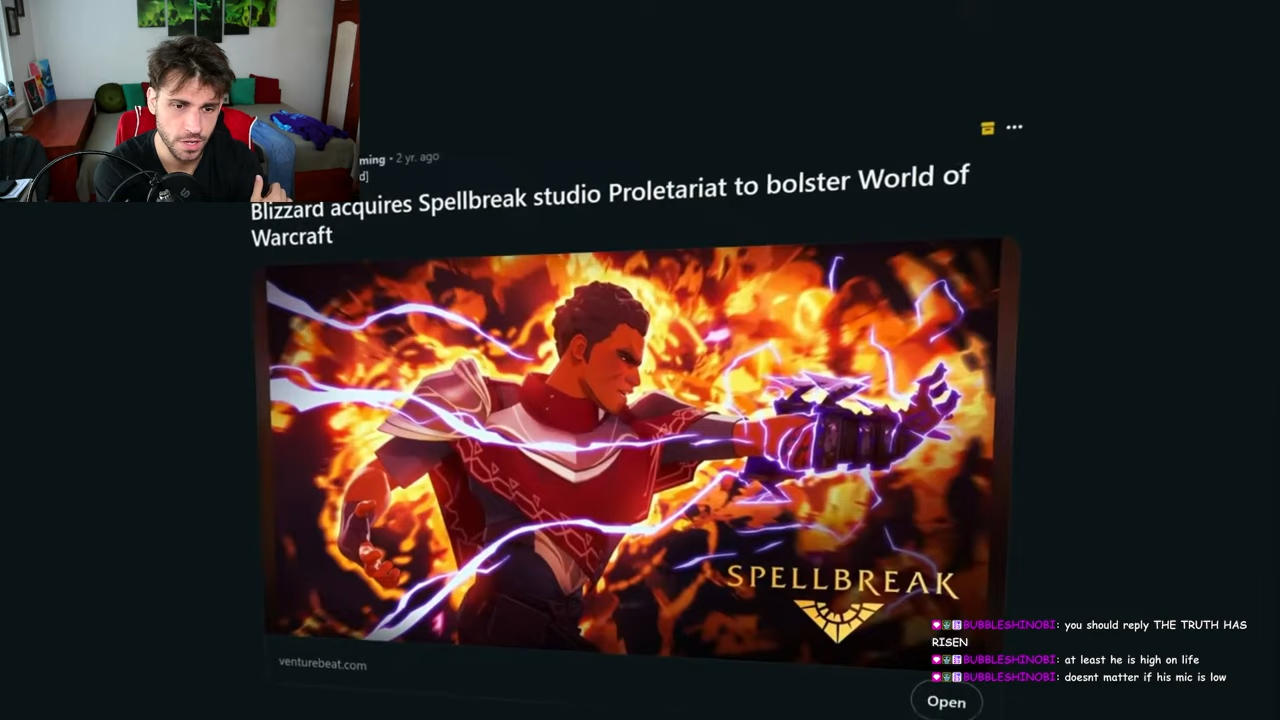 ming • 2 yr. ago
d]
Blizzard acquires Spellbreak studio Proletariat to bolster World of
Warcraft
SPELLBREAK
venturebeat.com
Open
BUBBLESHINOBI: you should reply THE TRUTH HAS
RISEN
BUBBLESHINOBI: at least he is high on life
BUBBLESHINOBI: doesnt matter if his mic is low